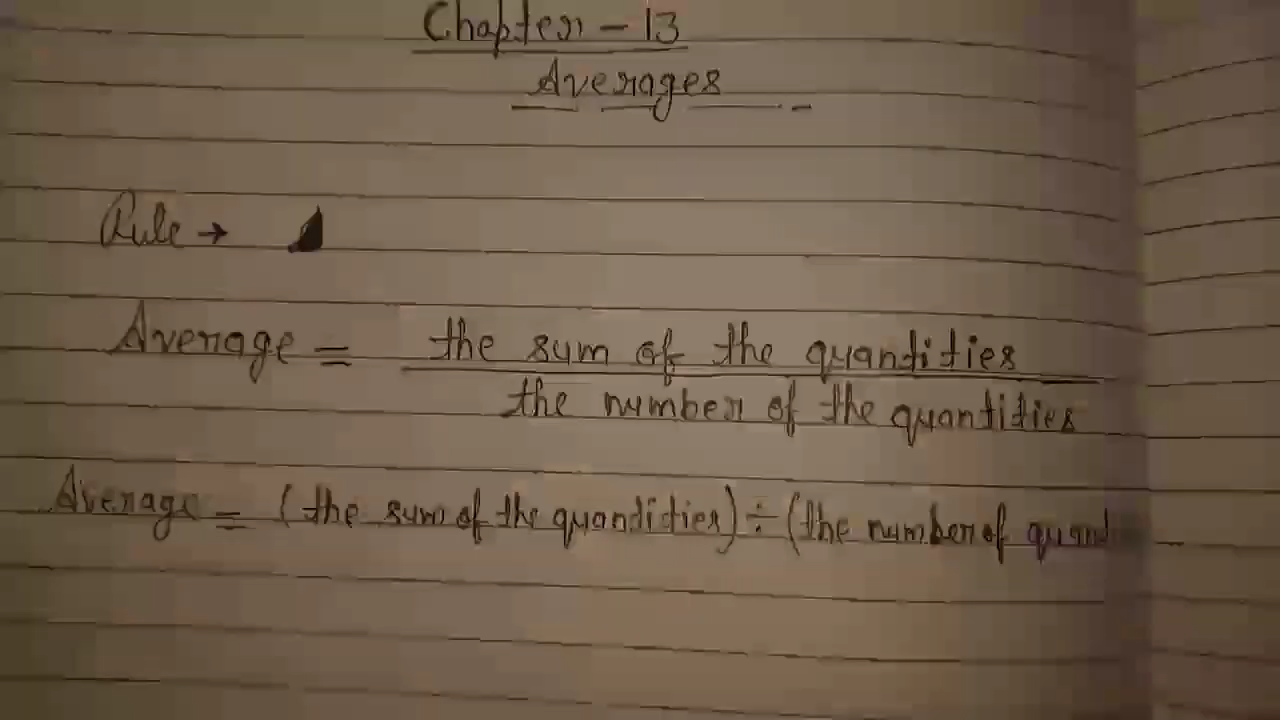 Chapter - 13
Averages
Rule →
Average = the sum of the quantities
the number of the quantities
Average = (the sum of the quantities) ÷ (the number of